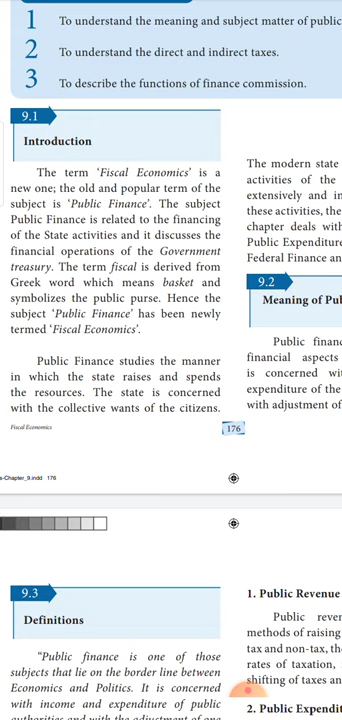 1 To understand the meaning and subject matter of public
2 To understand the direct and indirect taxes.
3 To describe the functions of finance commission.
9.1
Introduction
The term ‘Fiscal Economics’ is a
new one; the old and popular term of the
subject is ‘Public Finance’. The subject
Public Finance is related to the financing
of the State activities and it discusses the
financial operations of the Government
treasury. The term fiscal is derived from
Greek word which means basket and
symbolizes the public purse. Hence the
subject ‘Public Finance’ has been newly
termed ‘Fiscal Economics’.
Public Finance studies the manner
in which the state raises and spends
the resources. The state is concerned
with the collective wants of the citizens.
The modern state
activities of the
extensively and in
these activities, the
chapter deals with
Public Expenditure
Federal Finance an
9.2
Meaning of Pub
Public financ
financial aspects
is concerned wit
expenditure of the
with adjustment of
Fiscal Economics
176
s-Chapter_9.indd 176
9.3
Definitions
“Public finance is one of those
subjects that lie on the border line between
Economics and Politics. It is concerned
with income and expenditure of public
authorities and with the adjustment of one
1. Public Revenue
Public reven
methods of raising
tax and non-tax, the
rates of taxation,
shifting of taxes an
2. Public Expendit